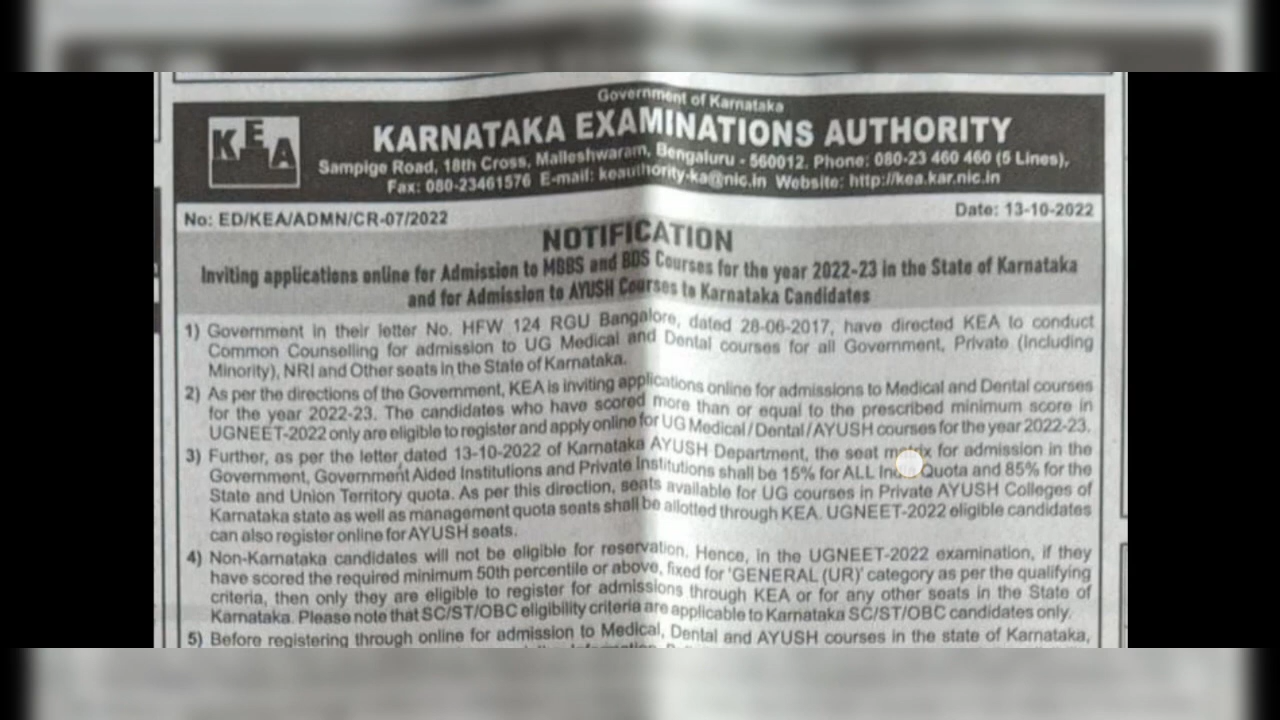 Government of Karnataka
KEA
KARNATAKA EXAMINATIONS AUTHORITY
Sampige Road, 18th Cross, Malleshwaram, Bengaluru - 560012. Phone: 080-23 460 460 (5 Lines),
Fax: 080-23461576 E-mail: keauthority-ka@nic.in Website: http://kea.kar.nic.in
No: ED/KEA/ADMN/CR-07/2022
Date: 13-10-2022
NOTIFICATION
Inviting applications online for Admission to MBBS and BDS Courses for the year 2022-23 in the State of Karnataka
and for Admission to AYUSH Courses to Karnataka Candidates
1) Government in their letter No. HFW 124 RGU Bangalore, dated 28-06-2017, have directed KEA to conduct
Common Counselling for admission to UG Medical and Dental courses for all Government, Private (Including
Minority), NRI and Other seats in the State of Karnataka.
2) As per the directions of the Government, KEA is inviting applications online for admissions to Medical and Dental courses
for the year 2022-23. The candidates who have scored more than or equal to the prescribed minimum score in
UGNEET-2022 only are eligible to register and apply online for UG Medical / Dental / AYUSH courses for the year 2022-23.
3) Further, as per the letter dated 13-10-2022 of Karnataka AYUSH Department, the seat matrix for admission in the
Government, Government Aided Institutions and Private Institutions shall be 15% for ALL India Quota and 85% for the
State and Union Territory quota. As per this direction, seats available for UG courses in Private AYUSH Colleges of
Karnataka state as well as management quota seats shall be allotted through KEA. UGNEET-2022 eligible candidates
can also register online for AYUSH seats.
4) Non-Karnataka candidates will not be eligible for reservation. Hence, in the UGNEET-2022 examination, if they
have scored the required minimum 50th percentile or above, fixed for 'GENERAL (UR)' category as per the qualifying
criteria, then only they are eligible to register for admissions through KEA or for any other seats in the State of
Karnataka. Please note that SC/ST/OBC eligibility criteria are applicable to Karnataka SC/ST/OBC candidates only.
5) Before registering through online for admission to Medical, Dental and AYUSH courses in the state of Karnataka,